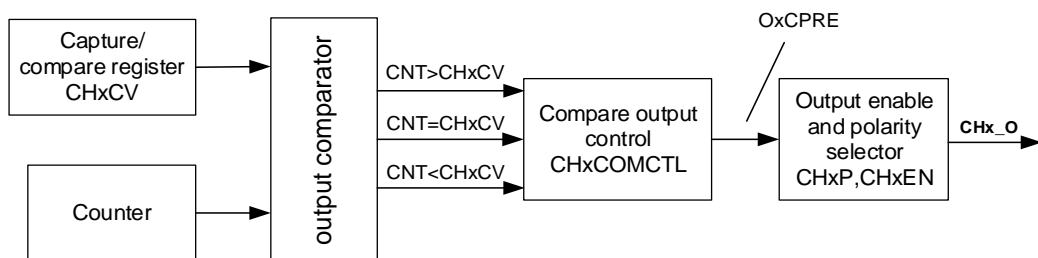 Capture/
compare register
CHxCV
Counter
output comparator
CNT>CHxCV
CNT=CHxCV
CNT<CHxCV
Compare output
control
CHxCOMCTL
OxCPRE
Output enable
and polarity
selector
CHxP,CHxEN
CHx_O